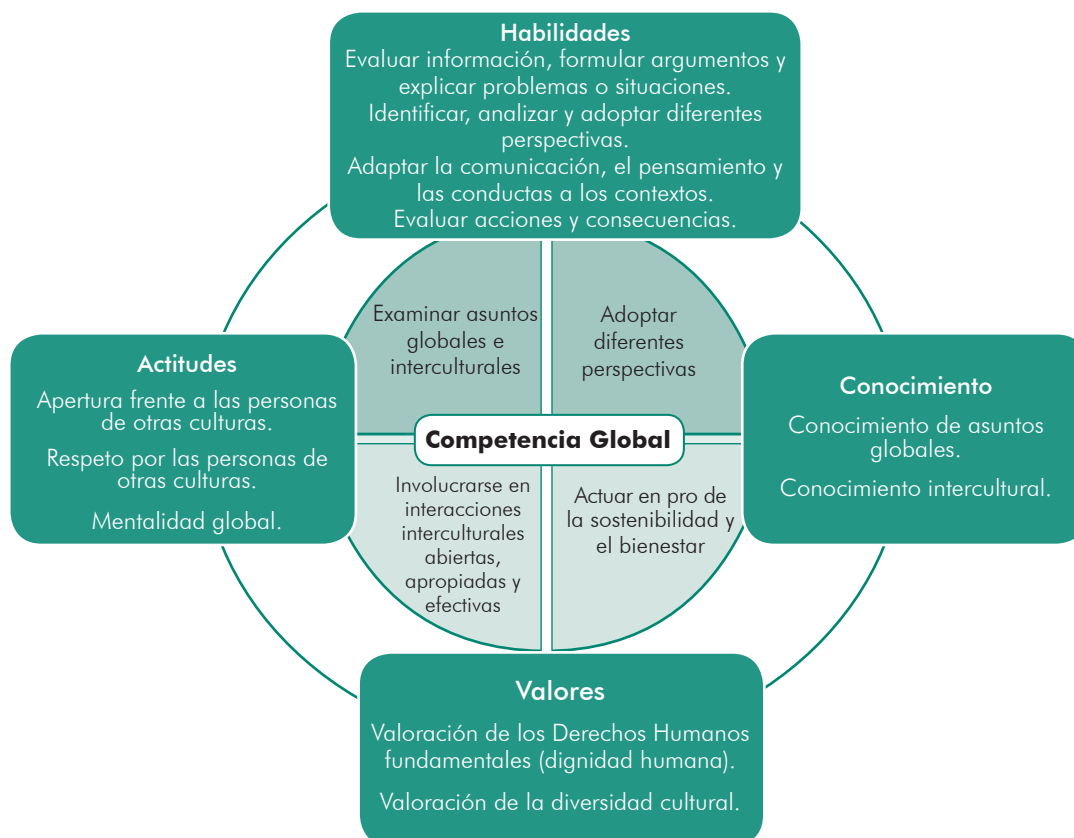 Habilidades
Evaluar información, formular argumentos y
explicar problemas o situaciones.
Identificar, analizar y adoptar diferentes
perspectivas.
Adaptar la comunicación, el pensamiento y
las conductas a los contextos.
Evaluar acciones y consecuencias.
Examinar asuntos
globales e
interculturales
Adoptar
diferentes
perspectivas
Actitudes
Apertura frente a las personas
de otras culturas.
Respeto por las personas de
otras culturas.
Mentalidad global.
Competencia Global
Conocimiento
Conocimiento de asuntos
globales.
Conocimiento intercultural.
Involucrarse en
interacciones
interculturales
abiertas,
apropiadas y
efectivas
Actuar en pro de
la sostenibilidad y
el bienestar
Valores
Valoración de los Derechos Humanos
fundamentales (dignidad humana).
Valoración de la diversidad cultural.